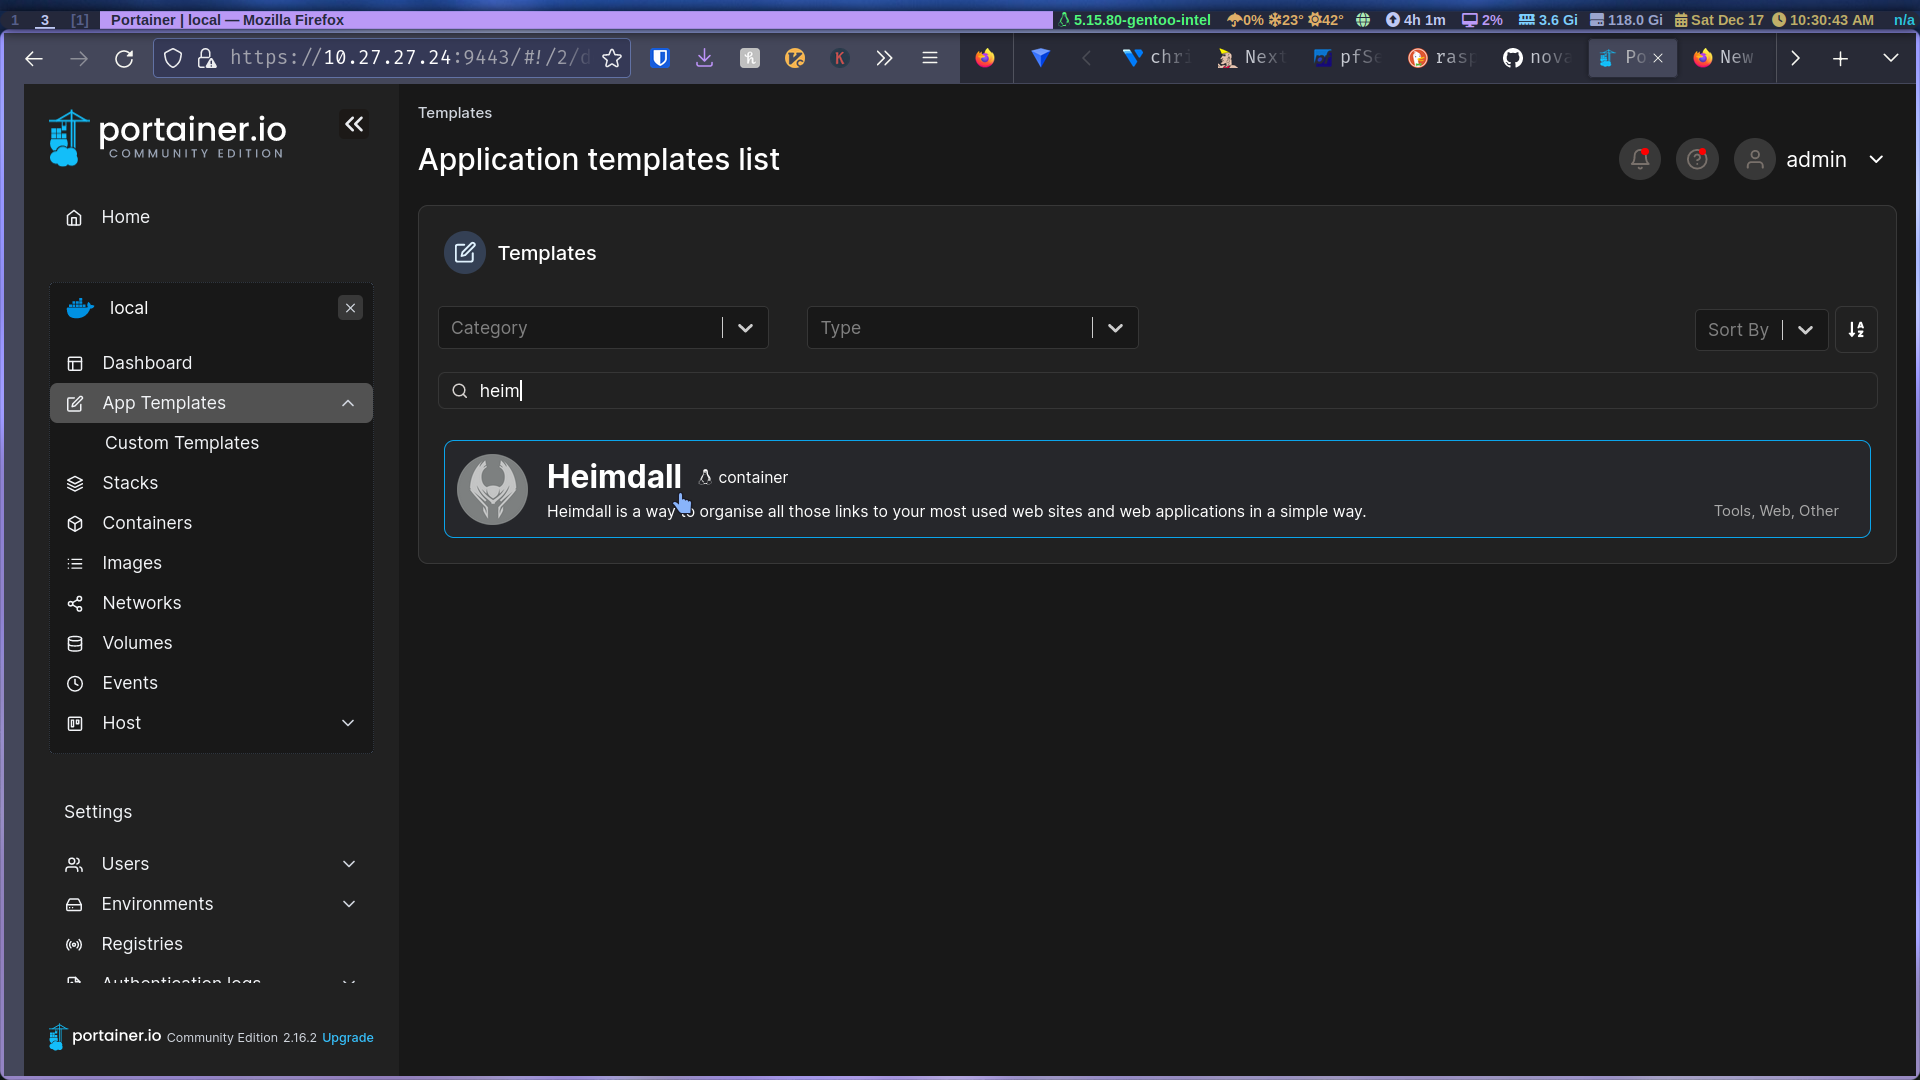 1 3 [1] Portainer | local — Mozilla Firefox 5.15.80-gentoo-intel 0% 23° 42° 4h 1m 2% 3.6 Gi 118.0 Gi Sat Dec 17 10:30:43 AM n/a
https://10.27.27.24:9443/#!/2/d chri Next pfSe rasp nova Po New
portainer.io
COMMUNITY EDITION
Home
local
Dashboard
App Templates
Custom Templates
Stacks
Containers
Images
Networks
Volumes
Events
Host
Settings
Users
Environments
Registries
Authentication logs
portainer.io Community Edition 2.16.2 Upgrade
Templates
Application templates list
admin
Templates
Category Type Sort By
heim
Heimdall container
Heimdall is a way to organise all those links to your most used web sites and web applications in a simple way. Tools, Web, Other